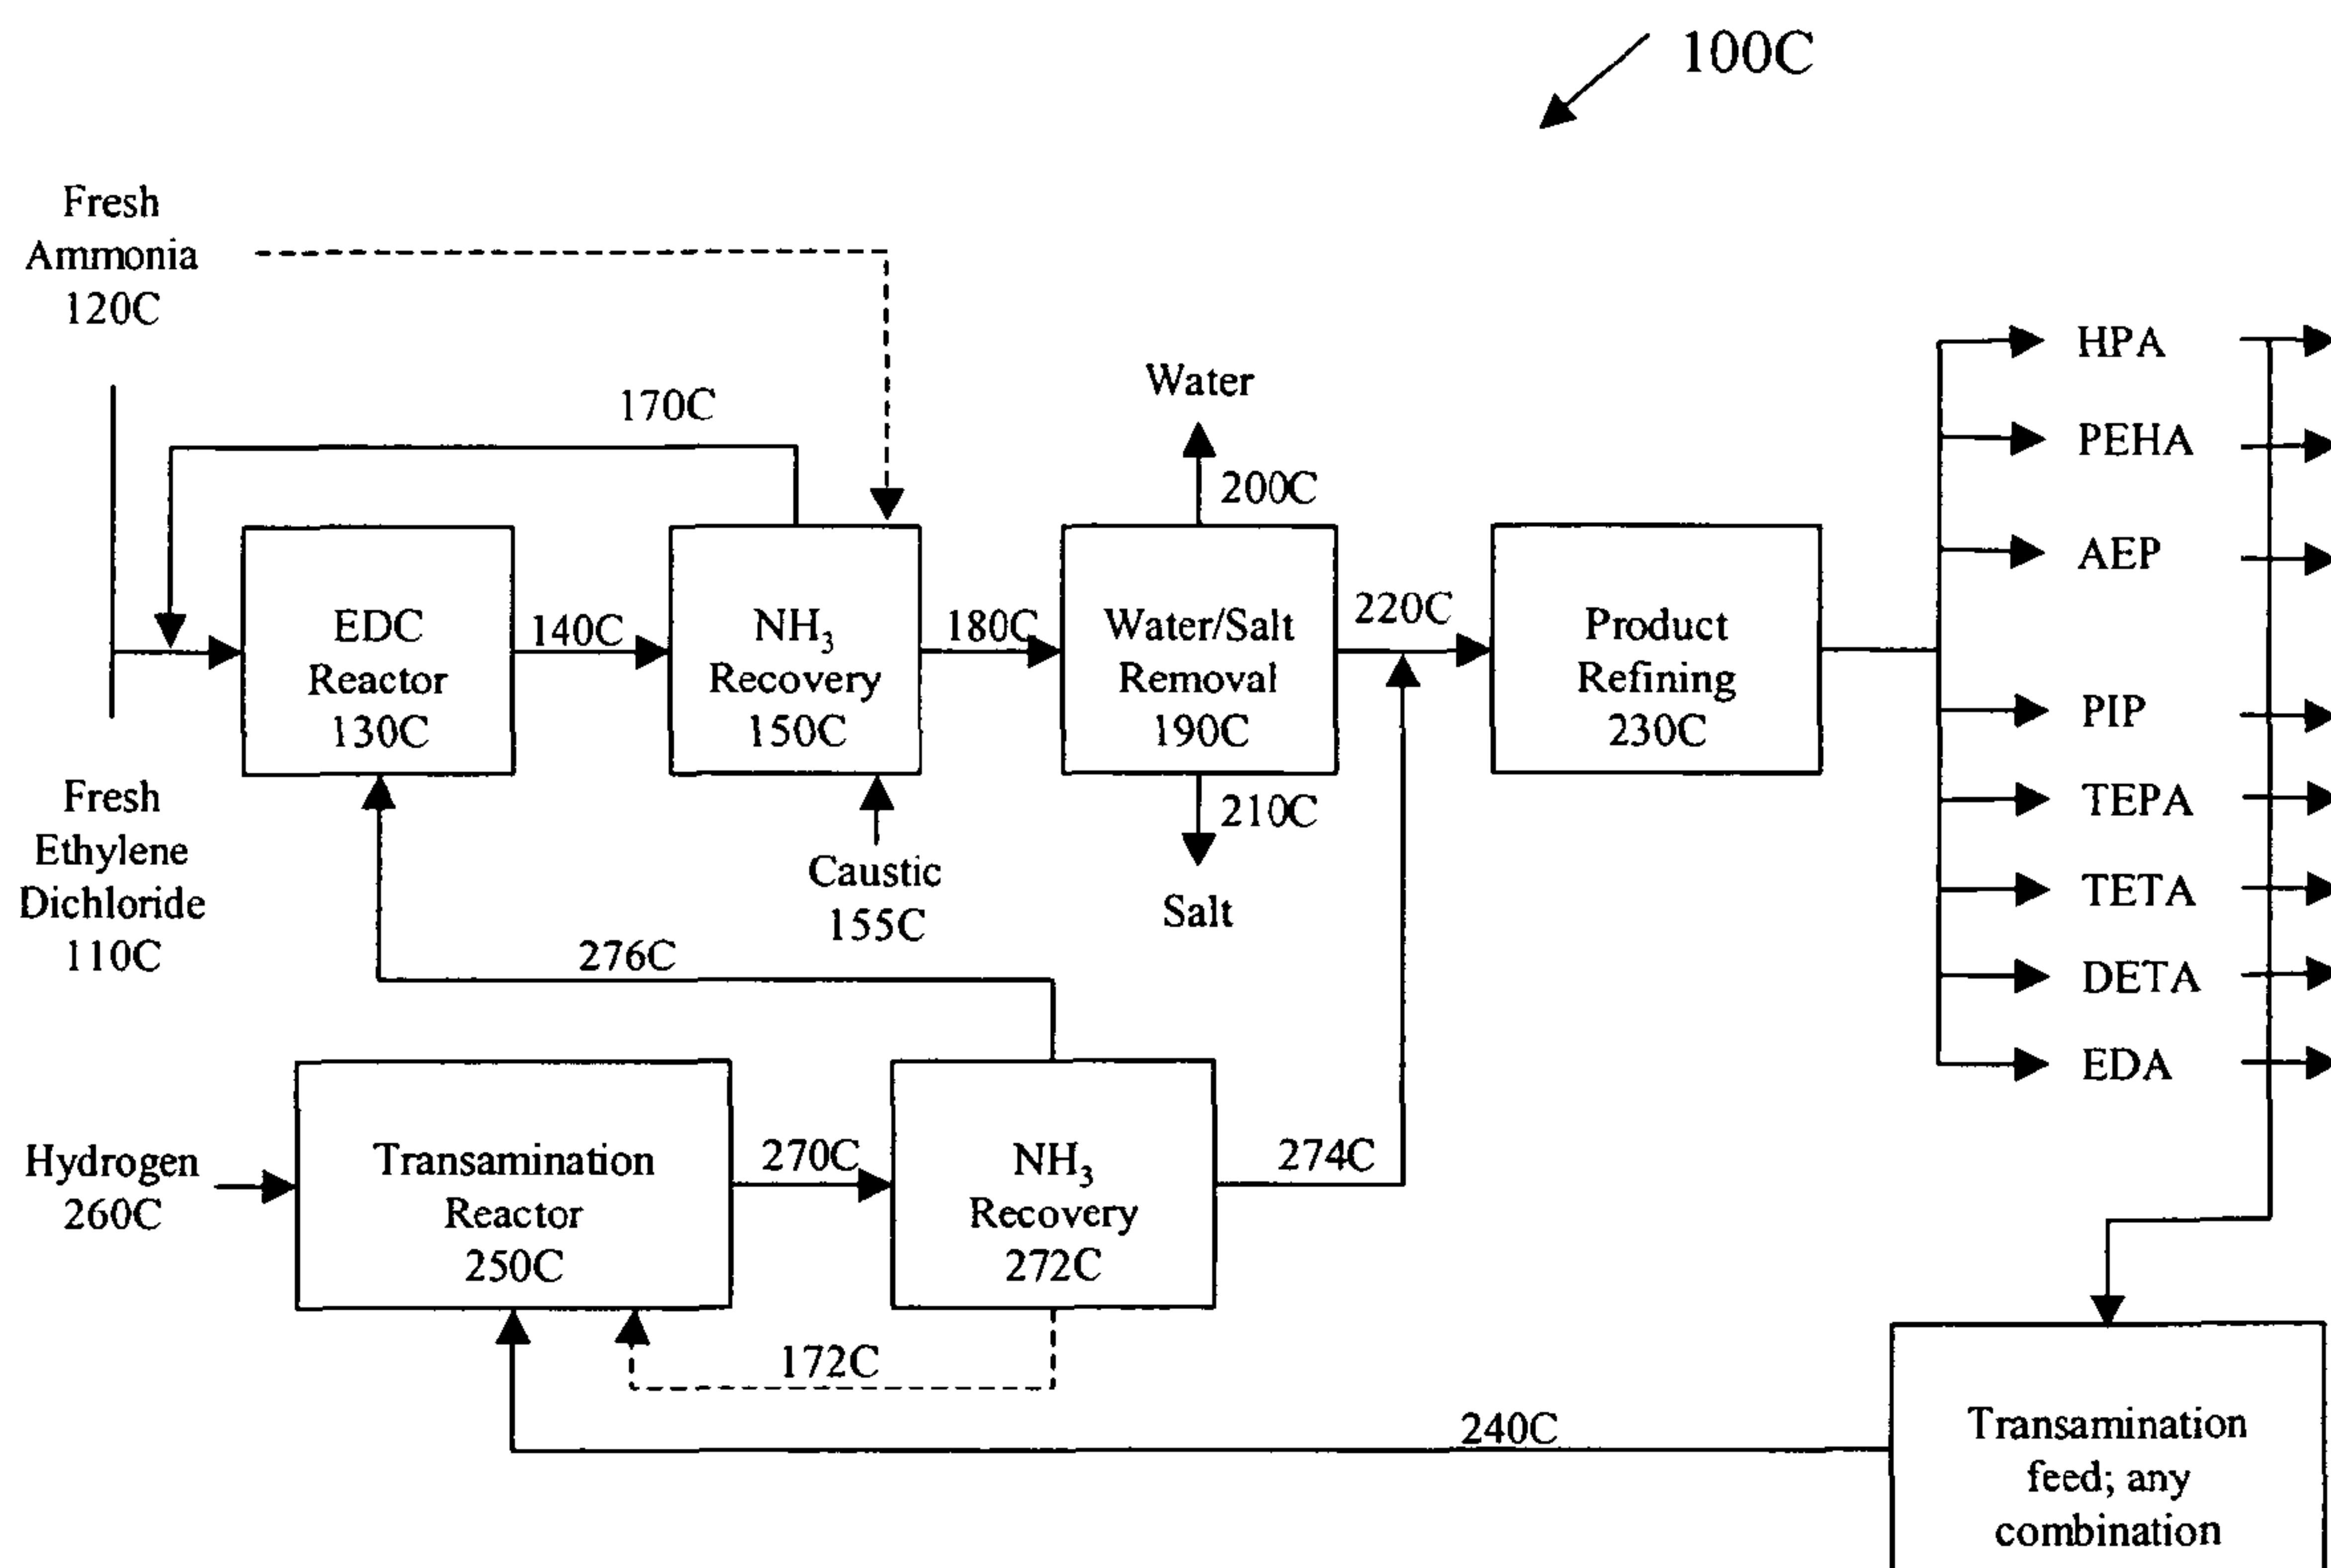 100C
Fresh
Ammonia
120C
170C
Water
200C
HPA
PEHA
AEP
PIP
TEPA
TETA
DETA
EDA
EDC
Reactor
130C
140C
NH₃
Recovery
150C
180C
Water/Salt
Removal
190C
220C
Product
Refining
230C
Fresh
Ethylene
Dichloride
110C
Caustic
155C
210C
Salt
276C
Hydrogen
260C
Transamination
Reactor
250C
270C
NH₃
Recovery
272C
274C
172C
240C
Transamination
feed; any
combination